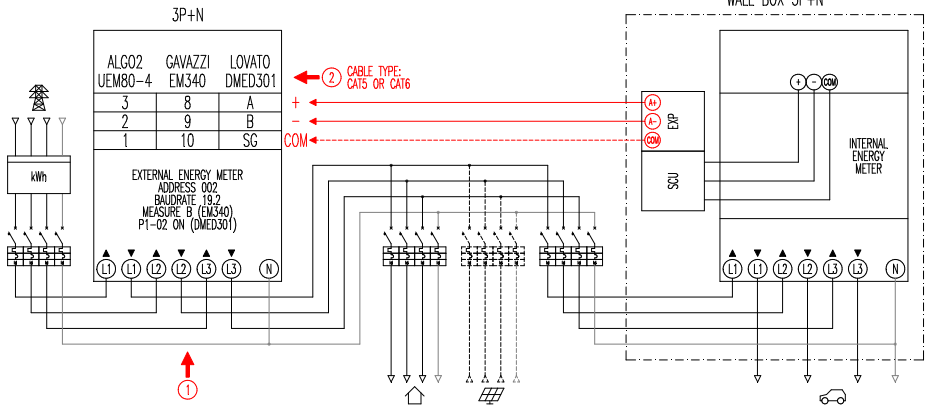 3P+N
WALL BOX 3P+N
ALGO2 GAVAZZI LOVATO
UEM80-4 EM340 DMED301
3 8 A +
2 9 B −
1 10 SG COM
2 CABLE TYPE:
CAT5 OR CAT6
A+
A-
COM
EXP
SCU
+ - COM
INTERNAL
ENERGY
METER
kWh
EXTERNAL ENERGY METER
ADDRESS 002
BAUDRATE 19.2
MEASURE B (EM340)
P1-02 ON (DMED301)
L1 L1 L2 L2 L3 L3 N
L1 L1 L2 L2 L3 L3 N
1